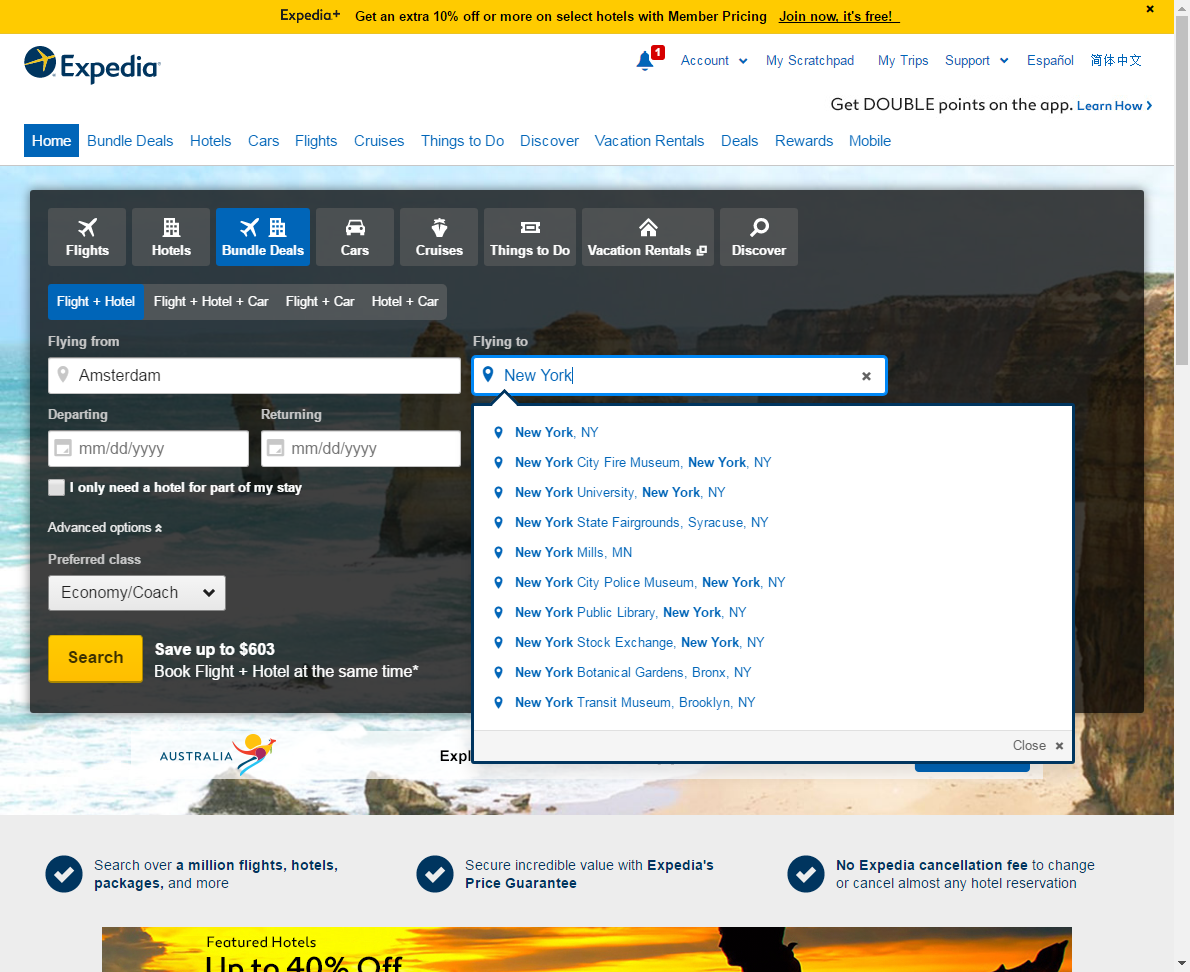 Expedia+ Get an extra 10% off or more on select hotels with Member Pricing Join now, it's free!
Expedia
1 Account My Scratchpad My Trips Support Español 简体中文
Get DOUBLE points on the app. Learn How
Home Bundle Deals Hotels Cars Flights Cruises Things to Do Discover Vacation Rentals Deals Rewards Mobile
Flights Hotels Bundle Deals Cars Cruises Things to Do Vacation Rentals Discover
Flight + Hotel Flight + Hotel + Car Flight + Car Hotel + Car
Flying from Flying to
Amsterdam New York
Departing Returning
mm/dd/yyyy mm/dd/yyyy
I only need a hotel for part of my stay
Advanced options
Preferred class
Economy/Coach
Search
Save up to $603
Book Flight + Hotel at the same time*
New York, NY
New York City Fire Museum, New York, NY
New York University, New York, NY
New York State Fairgrounds, Syracuse, NY
New York Mills, MN
New York City Police Museum, New York, NY
New York Public Library, New York, NY
New York Stock Exchange, New York, NY
New York Botanical Gardens, Bronx, NY
New York Transit Museum, Brooklyn, NY
Close
AUSTRALIA Expl
Search over a million flights, hotels,
packages, and more
Secure incredible value with Expedia's
Price Guarantee
No Expedia cancellation fee to change
or cancel almost any hotel reservation
Featured Hotels
Up to 40% Off